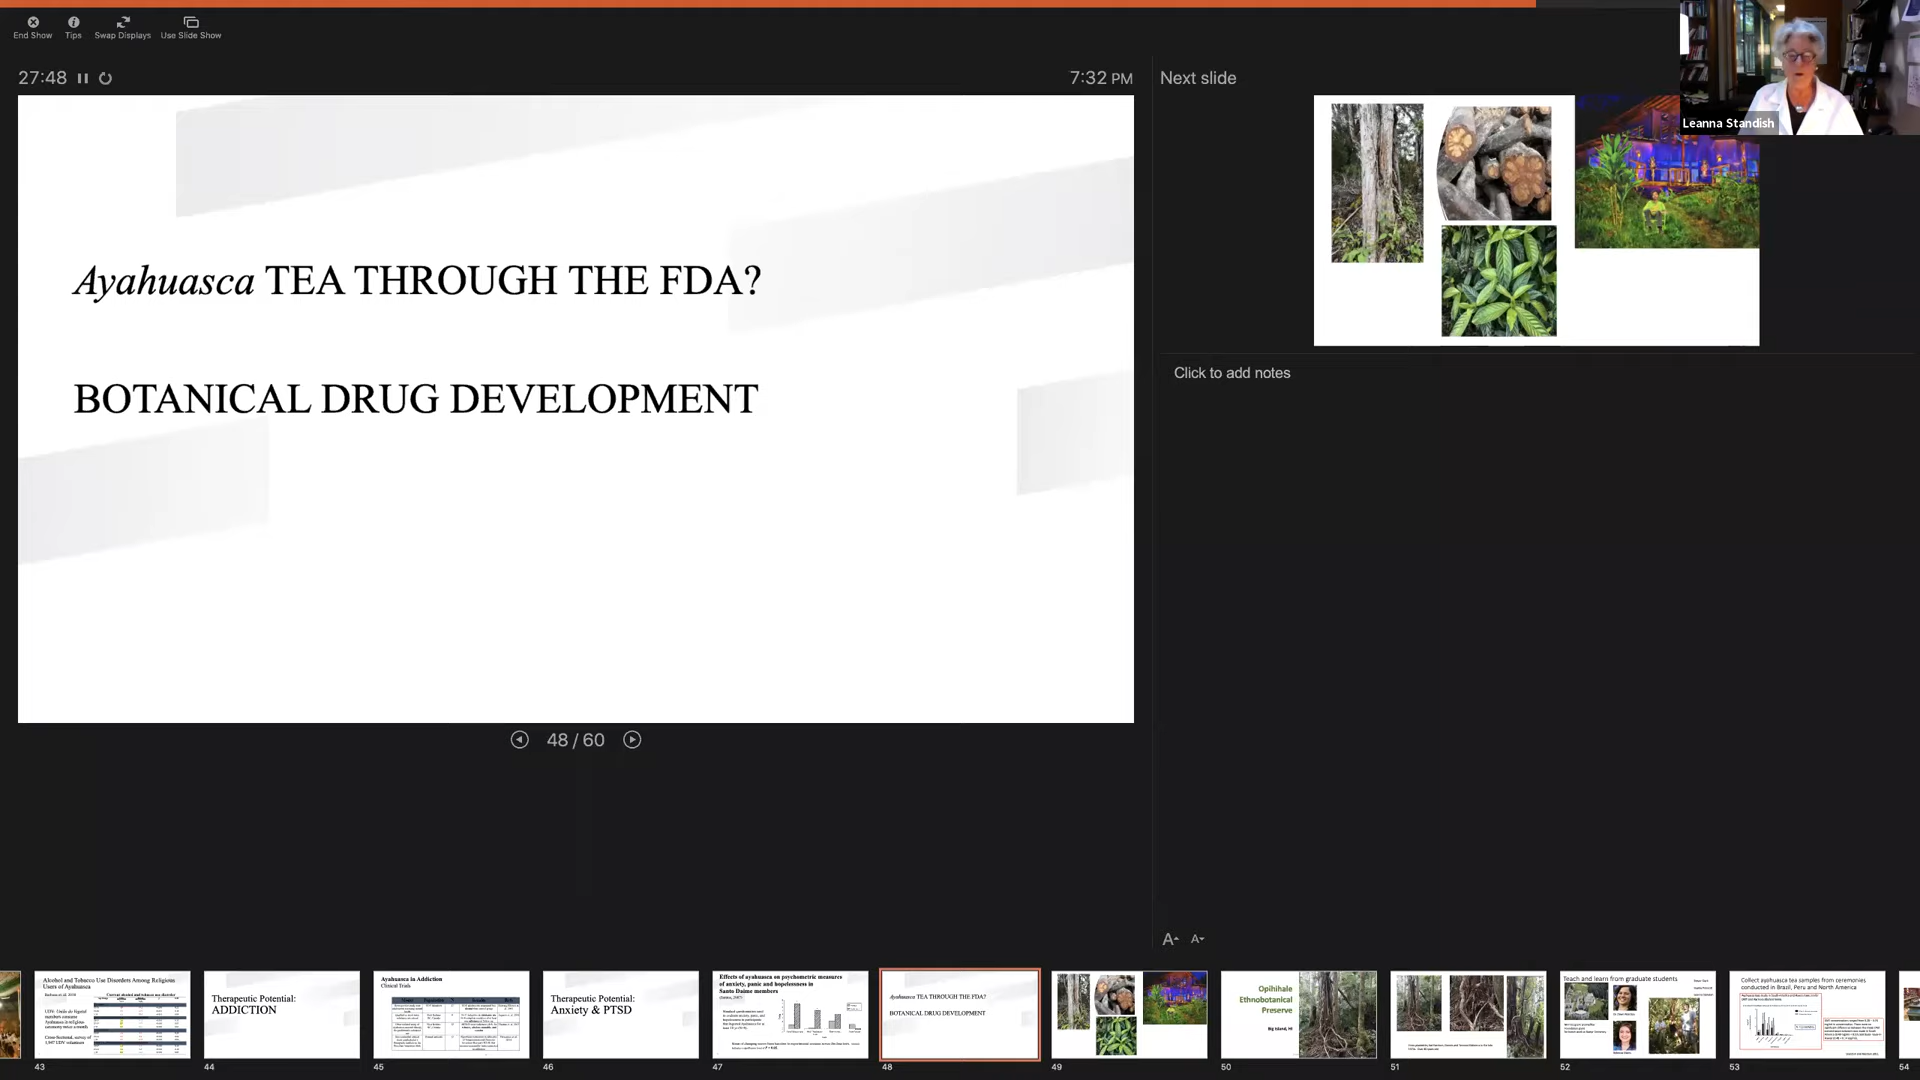 End Show
Tips
Swap Displays
Use Slide Show
27:48
7:32 PM
Next slide
Leanna Standish
Ayahuasca TEA THROUGH THE FDA?
BOTANICAL DRUG DEVELOPMENT
Click to add notes
48 / 60
A A
Alcohol and Tobacco Use Disorders Among Religious
Users of Ayahuasca
43
Therapeutic Potential:
ADDICTION
44
Ayahuasca in Addiction
Clinical Trials
45
Therapeutic Potential:
Anxiety & PTSD
46
Effects of ayahuasca on psychometric measures
of anxiety, panic and hopelessness in
Santo Daime members
47
Ayahuasca TEA THROUGH THE FDA?
BOTANICAL DRUG DEVELOPMENT
48
49
Opihihale
Ethnobotanical
Preserve
Big Island, HI
50
51
Teach and learn from graduate students
52
Collect ayahuasca tea samples from ceremonies
conducted in Brazil, Peru and North America
53
54